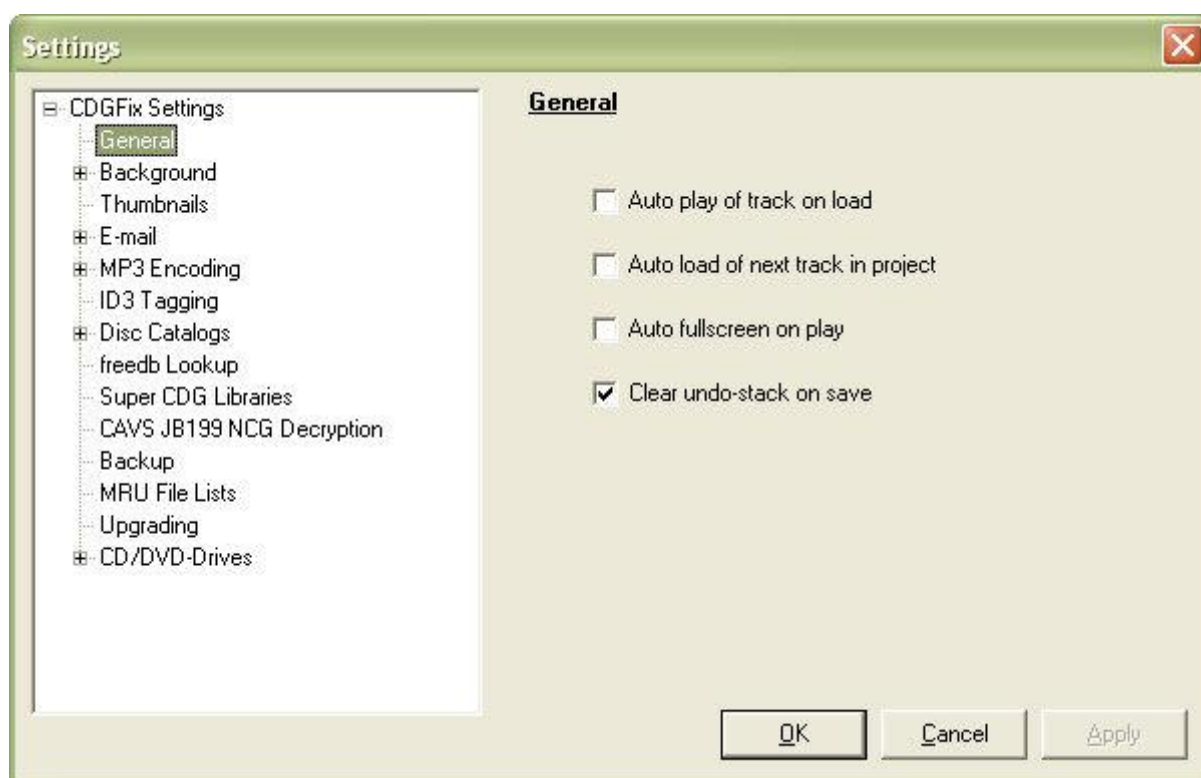 Settings
CDGFix Settings
General
Background
Thumbnails
E-mail
MP3 Encoding
ID3 Tagging
Disc Catalogs
freedb Lookup
Super CDG Libraries
CAVS JB199 NCG Decryption
Backup
MRU File Lists
Upgrading
CD/DVD-Drives
General
Auto play of track on load
Auto load of next track in project
Auto fullscreen on play
Clear undo-stack on save
OK
Cancel
Apply